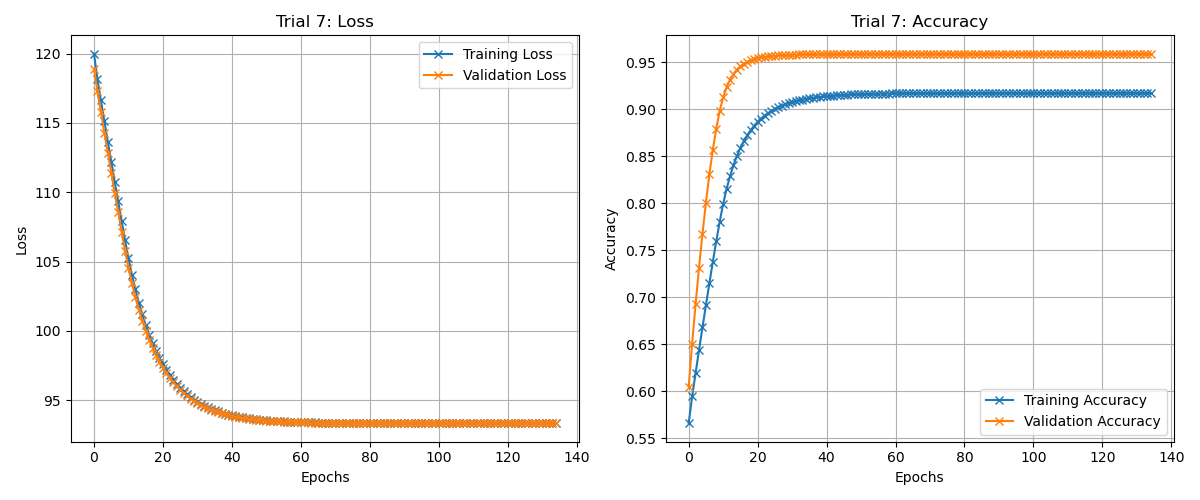 Trial 7: Loss
120
115
110
105
100
95
Loss
0 20 40 60 80 100 120 140
Epochs
Training Loss
Validation Loss
Trial 7: Accuracy
0.95
0.90
0.85
0.80
0.75
0.70
0.65
0.60
0.55
Accuracy
0 20 40 60 80 100 120 140
Epochs
Training Accuracy
Validation Accuracy